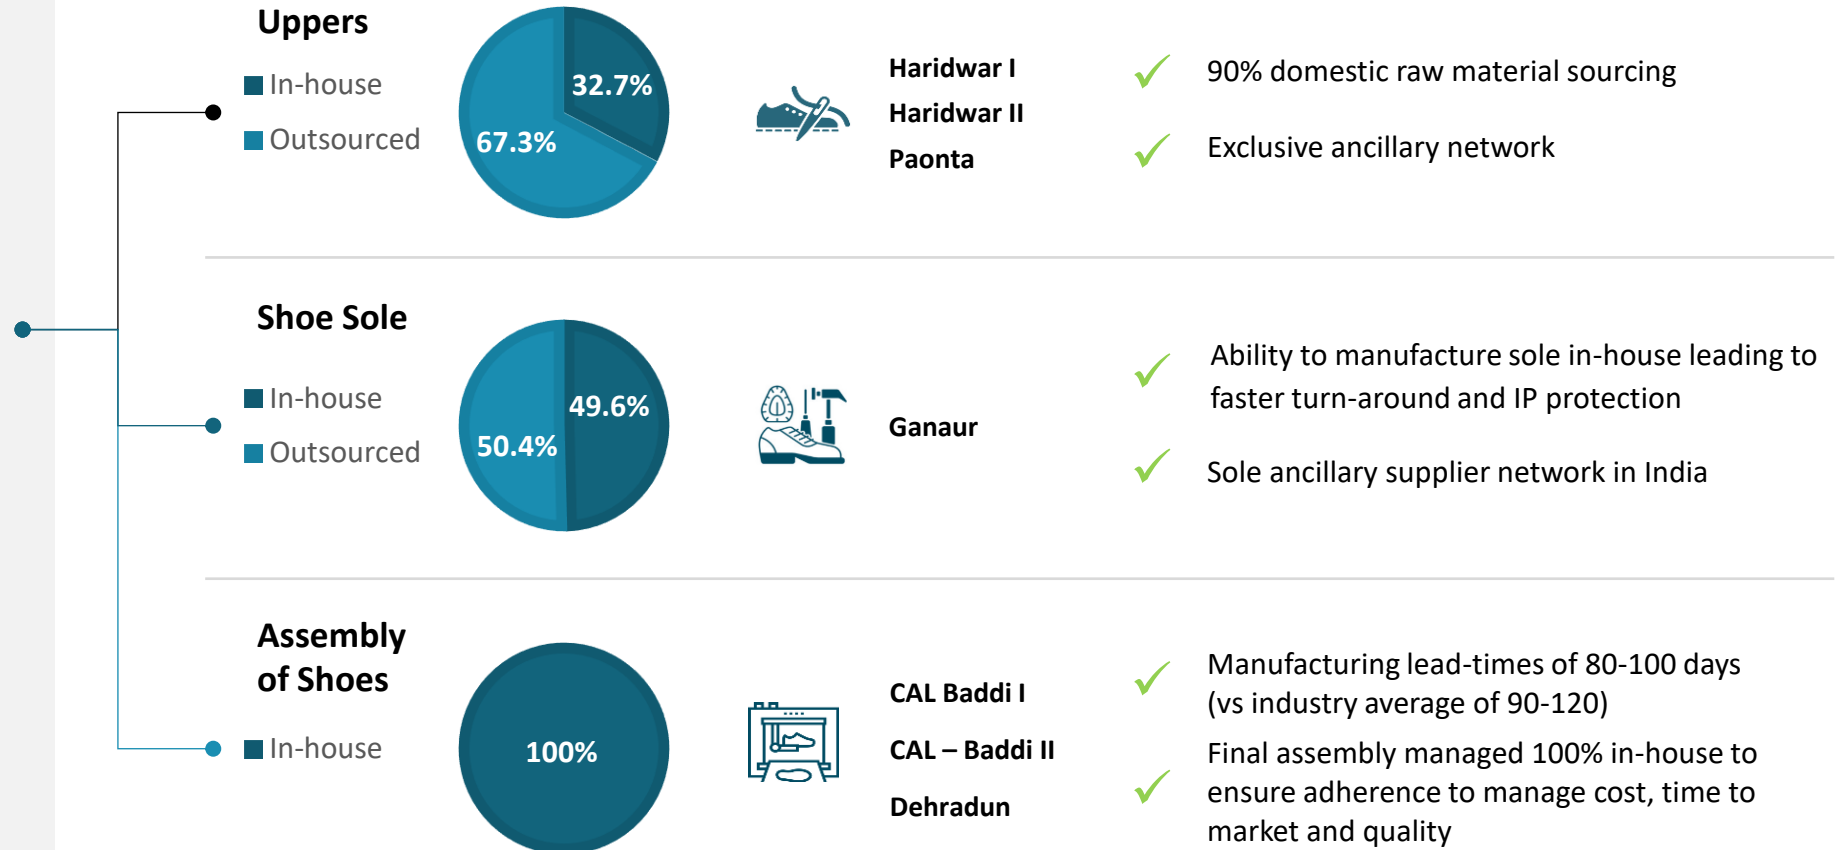 Uppers
In-house
Outsourced
32.7%
67.3%
Haridwar I
Haridwar II
Paonta
90% domestic raw material sourcing
Exclusive ancillary network
Shoe Sole
In-house
Outsourced
49.6%
50.4%
Ganaur
Ability to manufacture sole in-house leading to
faster turn-around and IP protection
Sole ancillary supplier network in India
Assembly
of Shoes
In-house
100%
CAL Baddi I
CAL – Baddi II
Dehradun
Manufacturing lead-times of 80-100 days
(vs industry average of 90-120)
Final assembly managed 100% in-house to
ensure adherence to manage cost, time to
market and quality